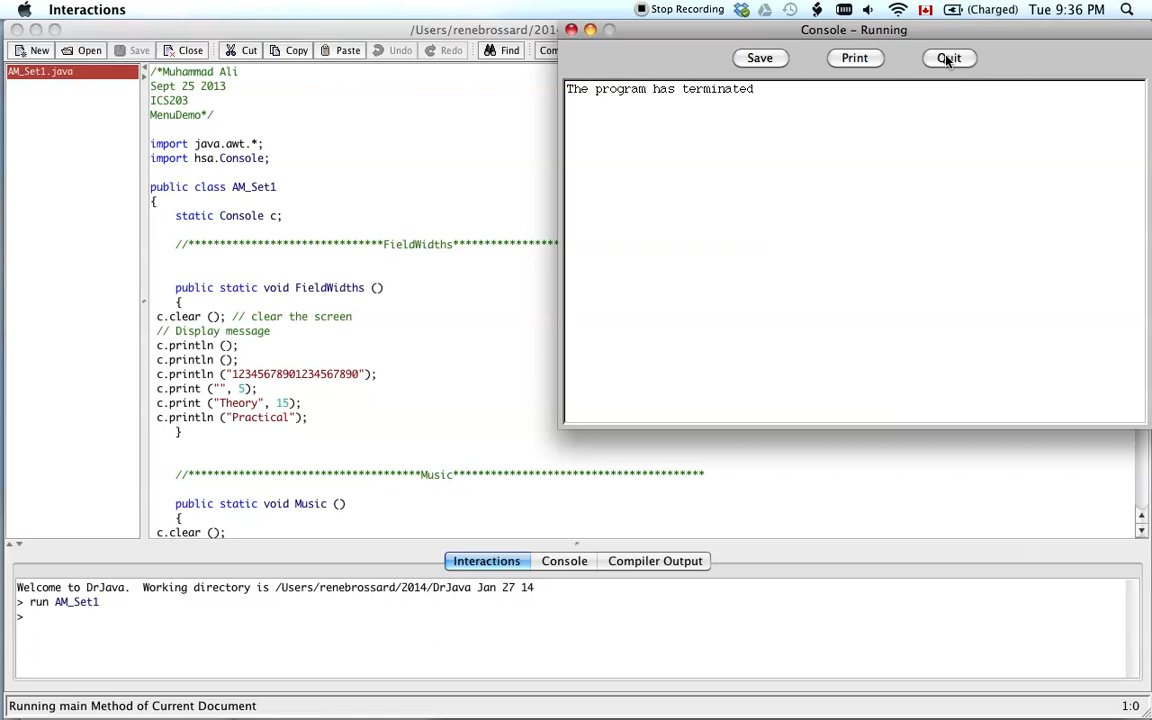 Interactions
Stop Recording
(Charged)
Tue 9:36 PM
/Users/renebrossard/201
New
Open
Save
Close
Cut
Copy
Paste
Undo
Redo
Find
Com
Console - Running
Save
Print
Quit
The program has terminated
AM_Set1.java
/*Muhammad Ali
Sept 25 2013
ICS203
MenuDemo*/
import java.awt.*;
import hsa.Console;
public class AM_Set1
{
static Console c;
//*******************************FieldWidths*****************
public static void FieldWidths ()
{
c.clear (); // clear the screen
// Display message
c.println ();
c.println ();
c.println ("12345678901234567890");
c.print ("", 5);
c.print ("Theory", 15);
c.println ("Practical");
}
//*************************************Music****************************************
public static void Music ()
{
c.clear ();
Interactions
Console
Compiler Output
Welcome to DrJava.  Working directory is /Users/renebrossard/2014/DrJava Jan 27 14
> run AM_Set1
>
Running main Method of Current Document
1:0